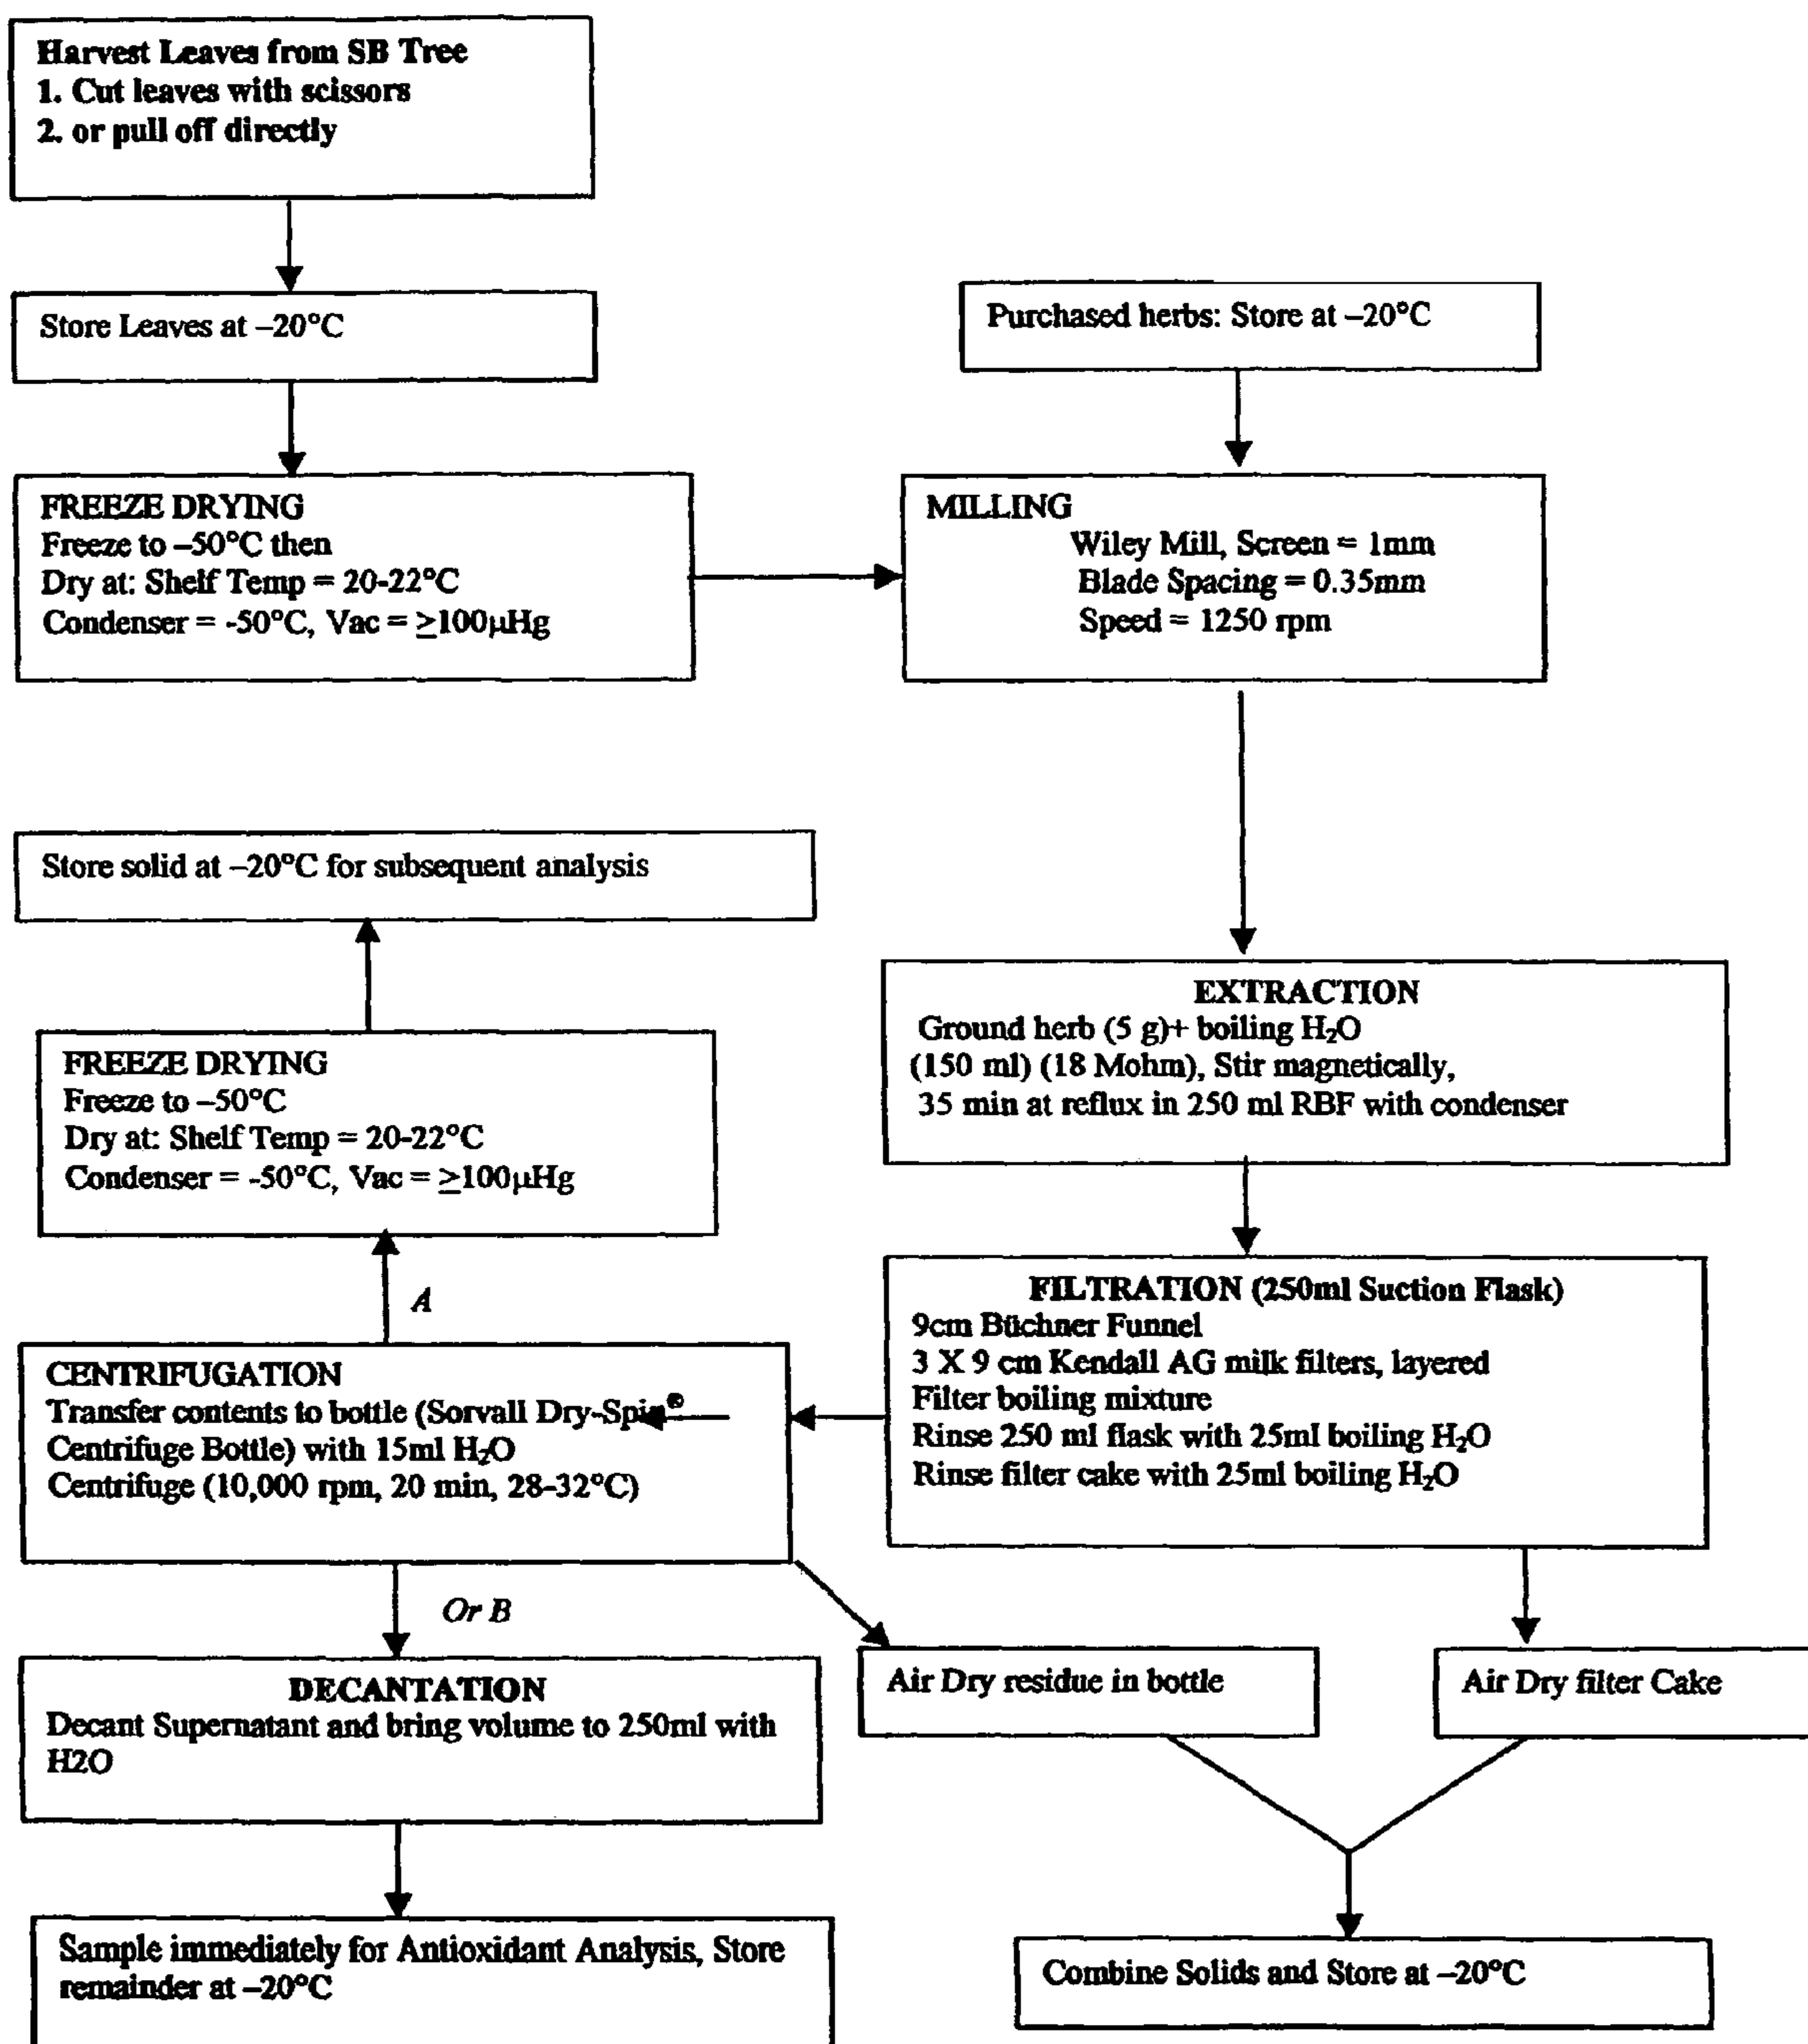 Harvest Leaves from SB Tree
1. Cut leaves with scissors
2. or pull off directly
Store Leaves at –20°C
Purchased herbs: Store at –20°C
FREEZE DRYING
Freeze to –50°C then
Dry at: Shelf Temp = 20-22°C
Condenser = -50°C, Vac = ≥100μHg
MILLING
Wiley Mill, Screen = 1mm
Blade Spacing = 0.35mm
Speed = 1250 rpm
Store solid at –20°C for subsequent analysis
FREEZE DRYING
Freeze to –50°C
Dry at: Shelf Temp = 20-22°C
Condenser = -50°C, Vac = ≥100μHg
EXTRACTION
Ground herb (5 g)+ boiling H₂O
(150 ml) (18 Mohm), Stir magnetically,
35 min at reflux in 250 ml RBF with condenser
A
FILTRATION (250ml Suction Flask)
9cm Büchner Funnel
3 X 9 cm Kendall AG milk filters, layered
Filter boiling mixture
Rinse 250 ml flask with 25ml boiling H₂O
Rinse filter cake with 25ml boiling H₂O
CENTRIFUGATION
Transfer contents to bottle (Sorvall Dry-Spin®
Centrifuge Bottle) with 15ml H₂O
Centrifuge (10,000 rpm, 20 min, 28-32°C)
Or B
DECANTATION
Decant Supernatant and bring volume to 250ml with
H2O
Air Dry residue in bottle
Air Dry filter Cake
Sample immediately for Antioxidant Analysis, Store
remainder at –20°C
Combine Solids and Store at –20°C